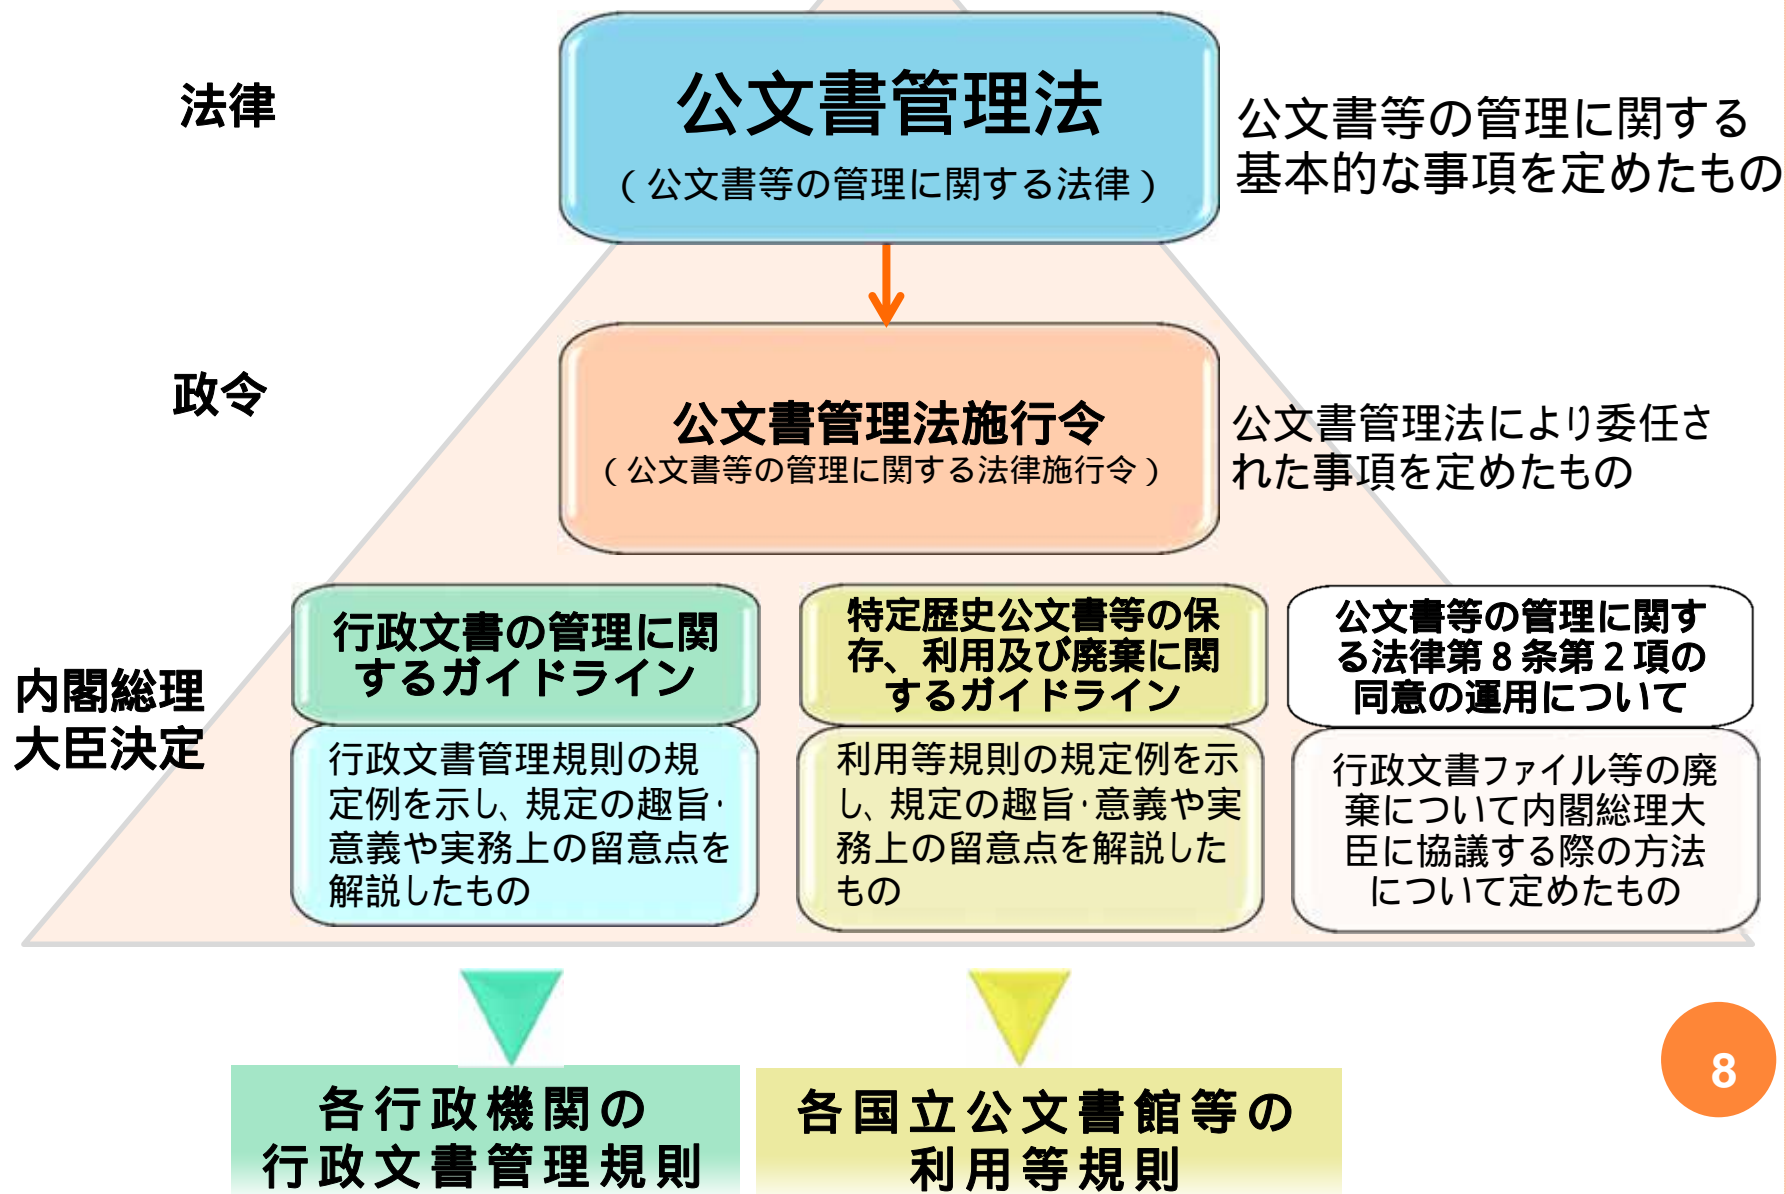 法律
公文書管理法
（公文書等の管理に関する法律）
公文書等の管理に関する
基本的な事項を定めたもの
政令
公文書管理法施行令
（公文書等の管理に関する法律施行令）
公文書管理法により委任さ
れた事項を定めたもの
内閣総理
大臣決定
行政文書の管理に関
するガイドライン
行政文書管理規則の規
定例を示し、規定の趣旨・
意義や実務上の留意点を
解説したもの
特定歴史公文書等の保
存、利用及び廃棄に関
するガイドライン
利用等規則の規定例を示
し、規定の趣旨・意義や実
務上の留意点を解説した
もの
公文書等の管理に関す
る法律第８条第２項の
同意の運用について
行政文書ファイル等の廃
棄について内閣総理大
臣に協議する際の方法
について定めたもの
各行政機関の
行政文書管理規則
各国立公文書館等の
利用等規則
8